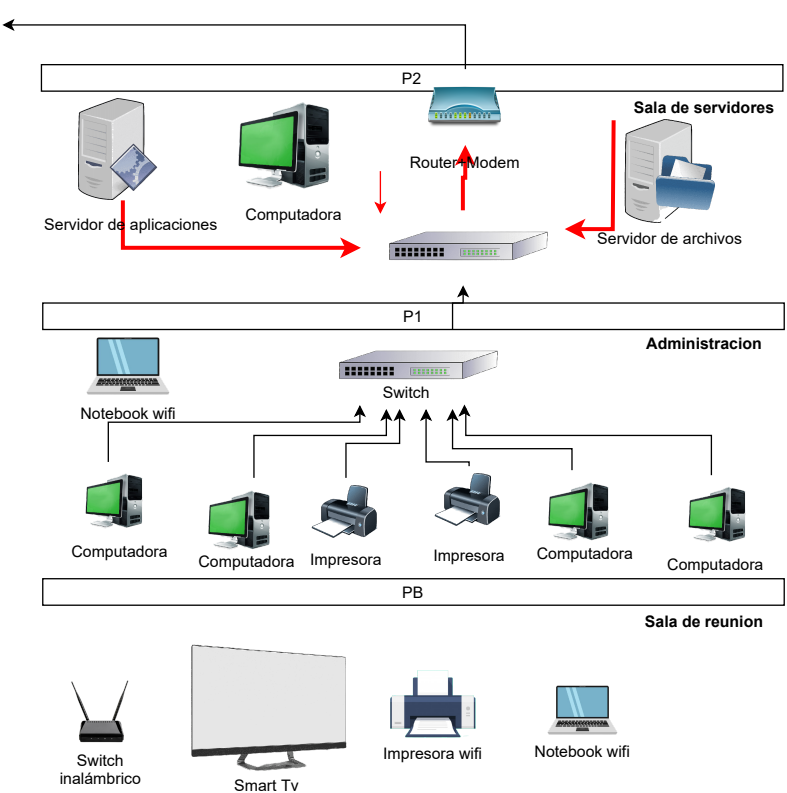 P2
Sala de servidores
Router+Modem
Servidor de aplicaciones
Computadora
Servidor de archivos
P1
Administracion
Notebook wifi
Switch
Computadora
Computadora
Impresora
Impresora
Computadora
Computadora
PB
Sala de reunion
Switch
inalámbrico
Smart Tv
Impresora wifi
Notebook wifi